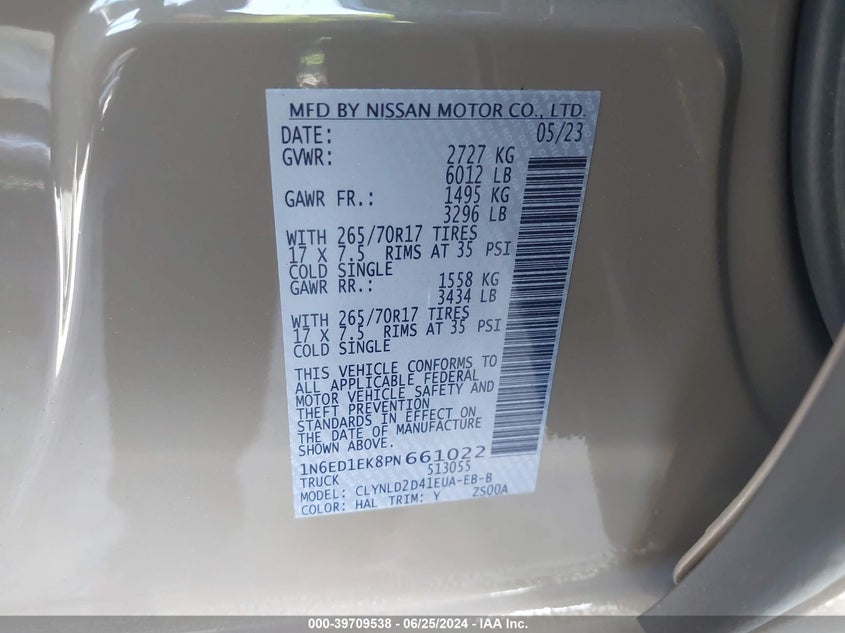 MFD BY NISSAN MOTOR CO., LTD.
DATE: 05/23
GVWR: 2727 KG
6012 LB
GAWR FR.: 1495 KG
3296 LB
WITH 265/70R17 TIRES
17 X 7.5 RIMS AT 35 PSI
COLD SINGLE
GAWR RR.: 1558 KG
3434 LB
WITH 265/70R17 TIRES
17 X 7.5 RIMS AT 35 PSI
COLD SINGLE
THIS VEHICLE CONFORMS TO
ALL APPLICABLE FEDERAL
MOTOR VEHICLE SAFETY AND
THEFT PREVENTION
STANDARDS IN EFFECT ON
THE DATE OF MANUFACTURE
SHOWN ABOVE.
1N6ED1EK8PN661022
TRUCK 513055
MODEL: CLYNLD2D41EUA-EB-B
COLOR: HAL TRIM: Y ZS00A
000-39709538 - 06/25/2024 - IAA Inc.